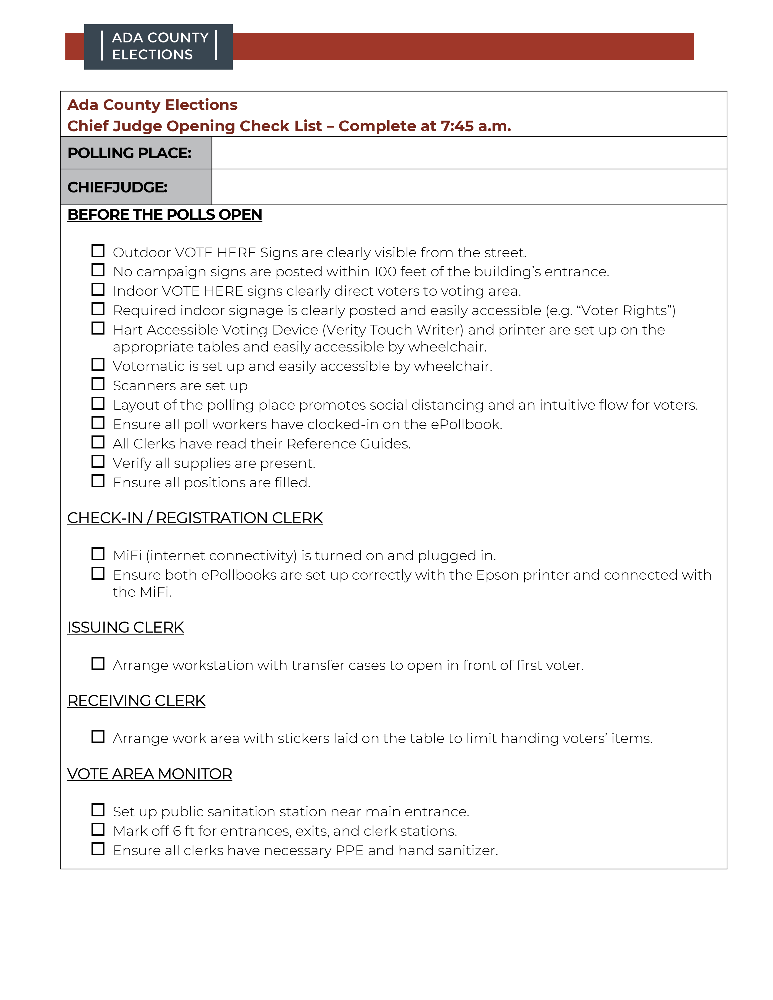 ADA COUNTY
ELECTIONS
Ada County Elections
Chief Judge Opening Check List – Complete at 7:45 a.m.
POLLING PLACE:
CHIEFJUDGE:
BEFORE THE POLLS OPEN
Outdoor VOTE HERE Signs are clearly visible from the street.
No campaign signs are posted within 100 feet of the building’s entrance.
Indoor VOTE HERE signs clearly direct voters to voting area.
Required indoor signage is clearly posted and easily accessible (e.g. “Voter Rights”)
Hart Accessible Voting Device (Verity Touch Writer) and printer are set up on the
appropriate tables and easily accessible by wheelchair.
Votomatic is set up and easily accessible by wheelchair.
Scanners are set up
Layout of the polling place promotes social distancing and an intuitive flow for voters.
Ensure all poll workers have clocked-in on the ePollbook.
All Clerks have read their Reference Guides.
Verify all supplies are present.
Ensure all positions are filled.
CHECK-IN / REGISTRATION CLERK
MiFi (internet connectivity) is turned on and plugged in.
Ensure both ePollbooks are set up correctly with the Epson printer and connected with
the MiFi.
ISSUING CLERK
Arrange workstation with transfer cases to open in front of first voter.
RECEIVING CLERK
Arrange work area with stickers laid on the table to limit handing voters’ items.
VOTE AREA MONITOR
Set up public sanitation station near main entrance.
Mark off 6 ft for entrances, exits, and clerk stations.
Ensure all clerks have necessary PPE and hand sanitizer.